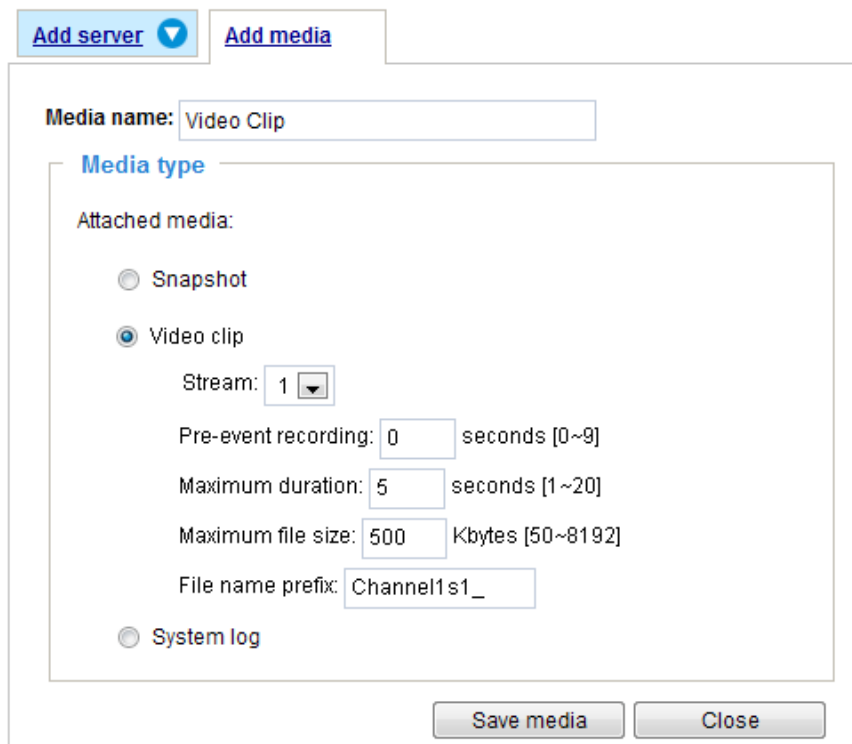 Add server Add media
Media name: Video Clip
Media type
Attached media:
Snapshot
Video clip
Stream: 1
Pre-event recording: 0 seconds [0~9]
Maximum duration: 5 seconds [1~20]
Maximum file size: 500 Kbytes [50~8192]
File name prefix: Channel1s1_
System log
Save media Close